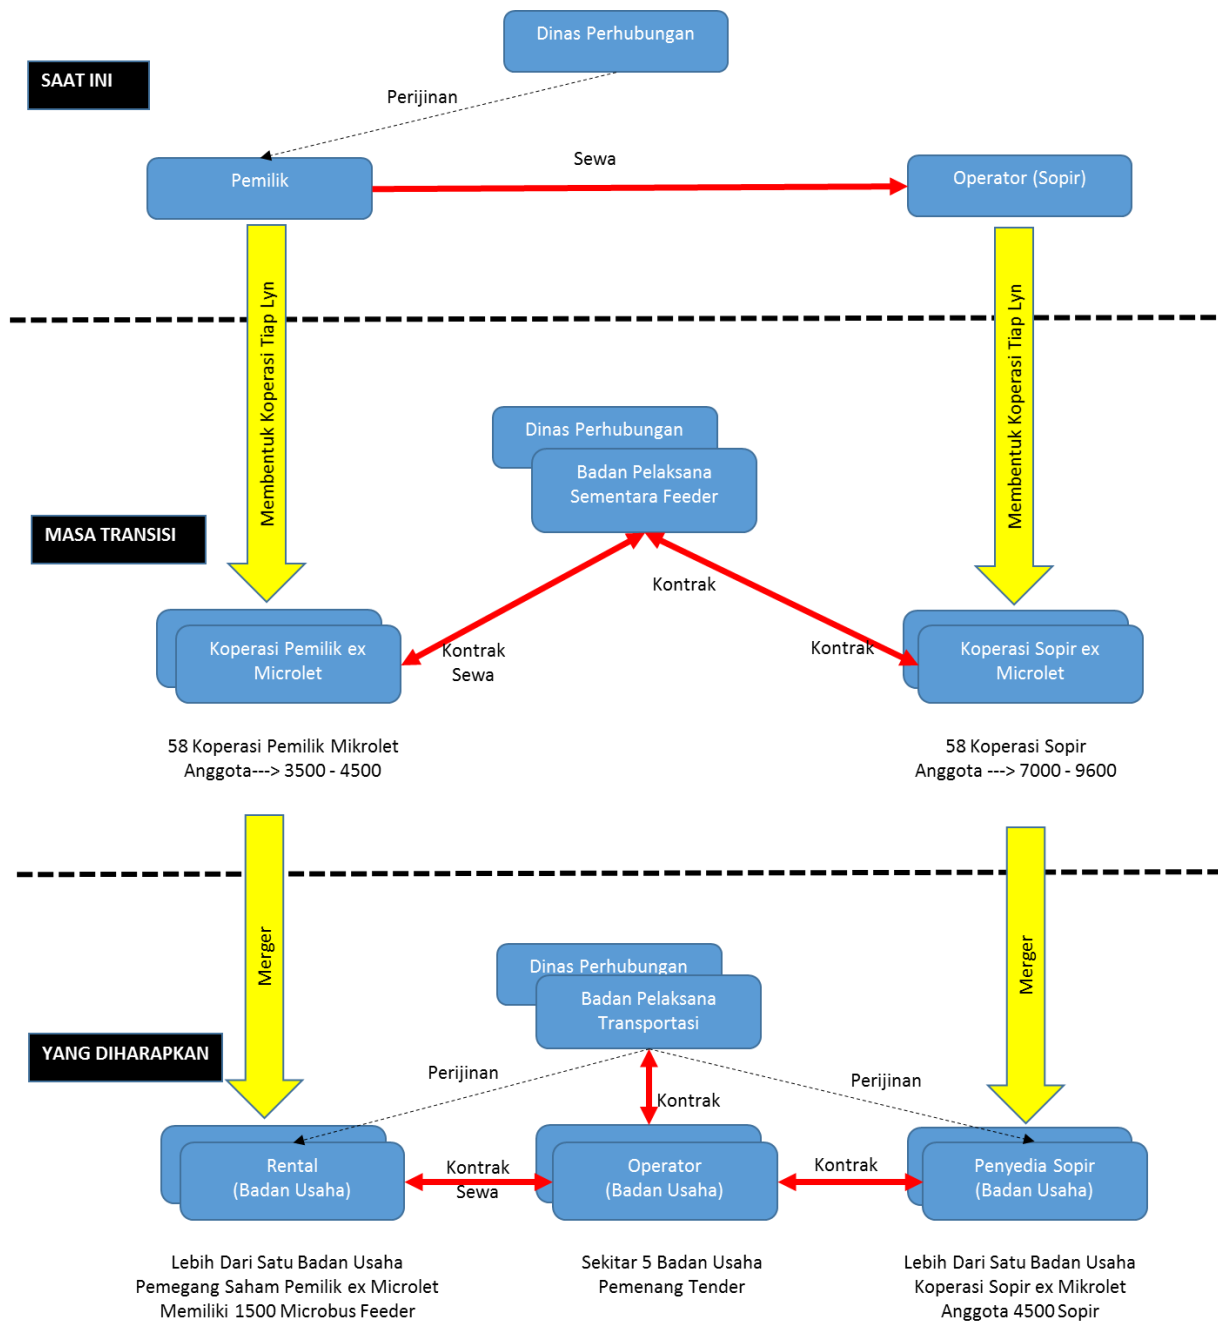 Dinas Perhubungan
SAAT INI
Perijinan
Sewa
Pemilik
Operator (Sopir)
Membentuk Koperasi Tiap Lyn
Membentuk Koperasi Tiap Lyn
Dinas Perhubungan
Badan Pelaksana
Sementara Feeder
MASA TRANSISI
Kontrak
Koperasi Pemilik ex
Microlet
Kontrak
Sewa
Kontrak
Koperasi Sopir ex
Microlet
58 Koperasi Pemilik Mikrolet
Anggota---> 3500 - 4500
58 Koperasi Sopir
Anggota ---> 7000 - 9600
Merger
Merger
Dinas Perhubungan
Badan Pelaksana
Transportasi
YANG DIHARAPKAN
Perijinan
Perijinan
Kontrak
Rental
(Badan Usaha)
Kontrak
Sewa
Operator
(Badan Usaha)
Kontrak
Penyedia Sopir
(Badan Usaha)
Lebih Dari Satu Badan Usaha
Pemegang Saham Pemilik ex Microlet
Memiliki 1500 Microbus Feeder
Sekitar 5 Badan Usaha
Pemenang Tender
Lebih Dari Satu Badan Usaha
Koperasi Sopir ex Mikrolet
Anggota 4500 Sopir